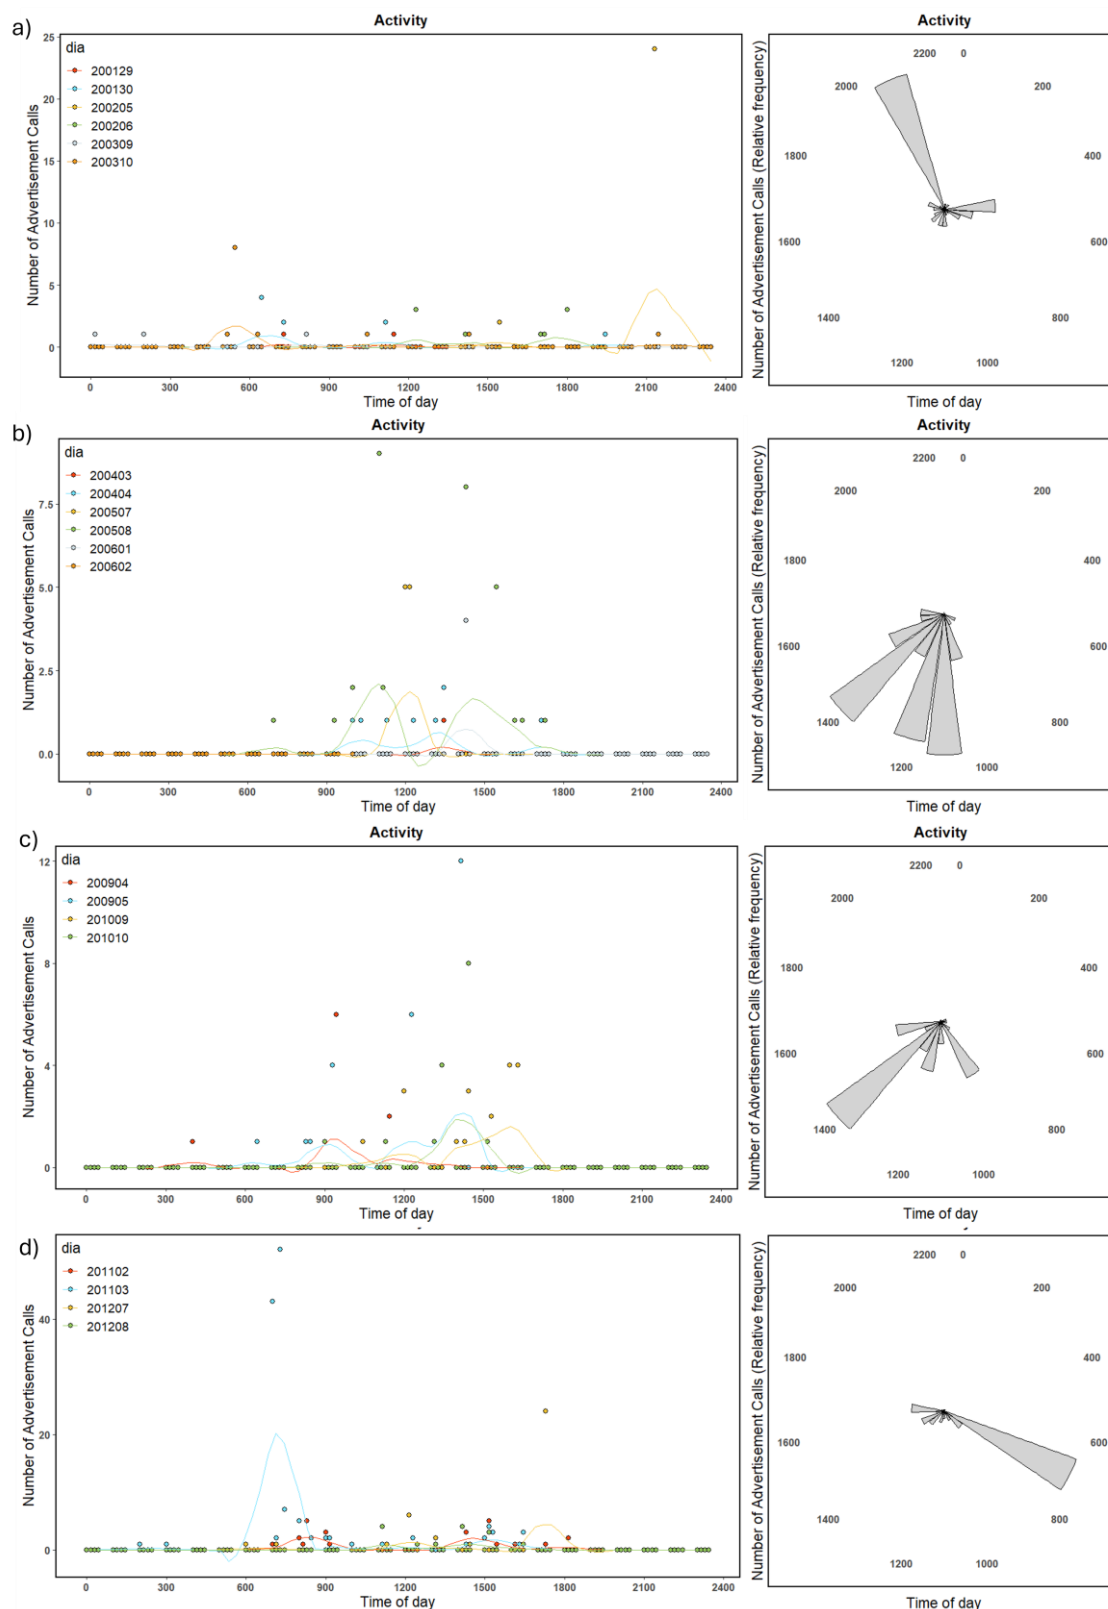 a)
Activity
Number of Advertisement Calls
25
20
15
10
5
0
dia
200129
200130
200205
200206
200309
200310
0 300 600 900 1200 1500 1800 2100 2400
Time of day
Activity
Number of Advertisement Calls (Relative frequency)
2200 0
2000 200
1800 400
1600 600
1400 800
1200 1000
Time of day
b)
Activity
Number of Advertisement Calls
7.5
5.0
2.5
0.0
dia
200403
200404
200507
200508
200601
200602
0 300 600 900 1200 1500 1800 2100 2400
Time of day
Activity
Number of Advertisement Calls (Relative frequency)
2200 0
2000 200
1800 400
1600 600
1400 800
1200 1000
Time of day
c)
Activity
Number of Advertisement Calls
12
8
4
0
dia
200904
200905
201009
201010
0 300 600 900 1200 1500 1800 2100 2400
Time of day
Activity
Number of Advertisement Calls (Relative frequency)
2200 0
2000 200
1800 400
1600 600
1400 800
1200 1000
Time of day
d)
Number of Advertisement Calls
40
20
0
dia
201102
201103
201207
201208
0 300 600 900 1200 1500 1800 2100 2400
Time of day
Number of Advertisement Calls (Relative frequency)
2200 0
2000 200
1800 400
1600 600
1400 800
1200 1000
Time of day